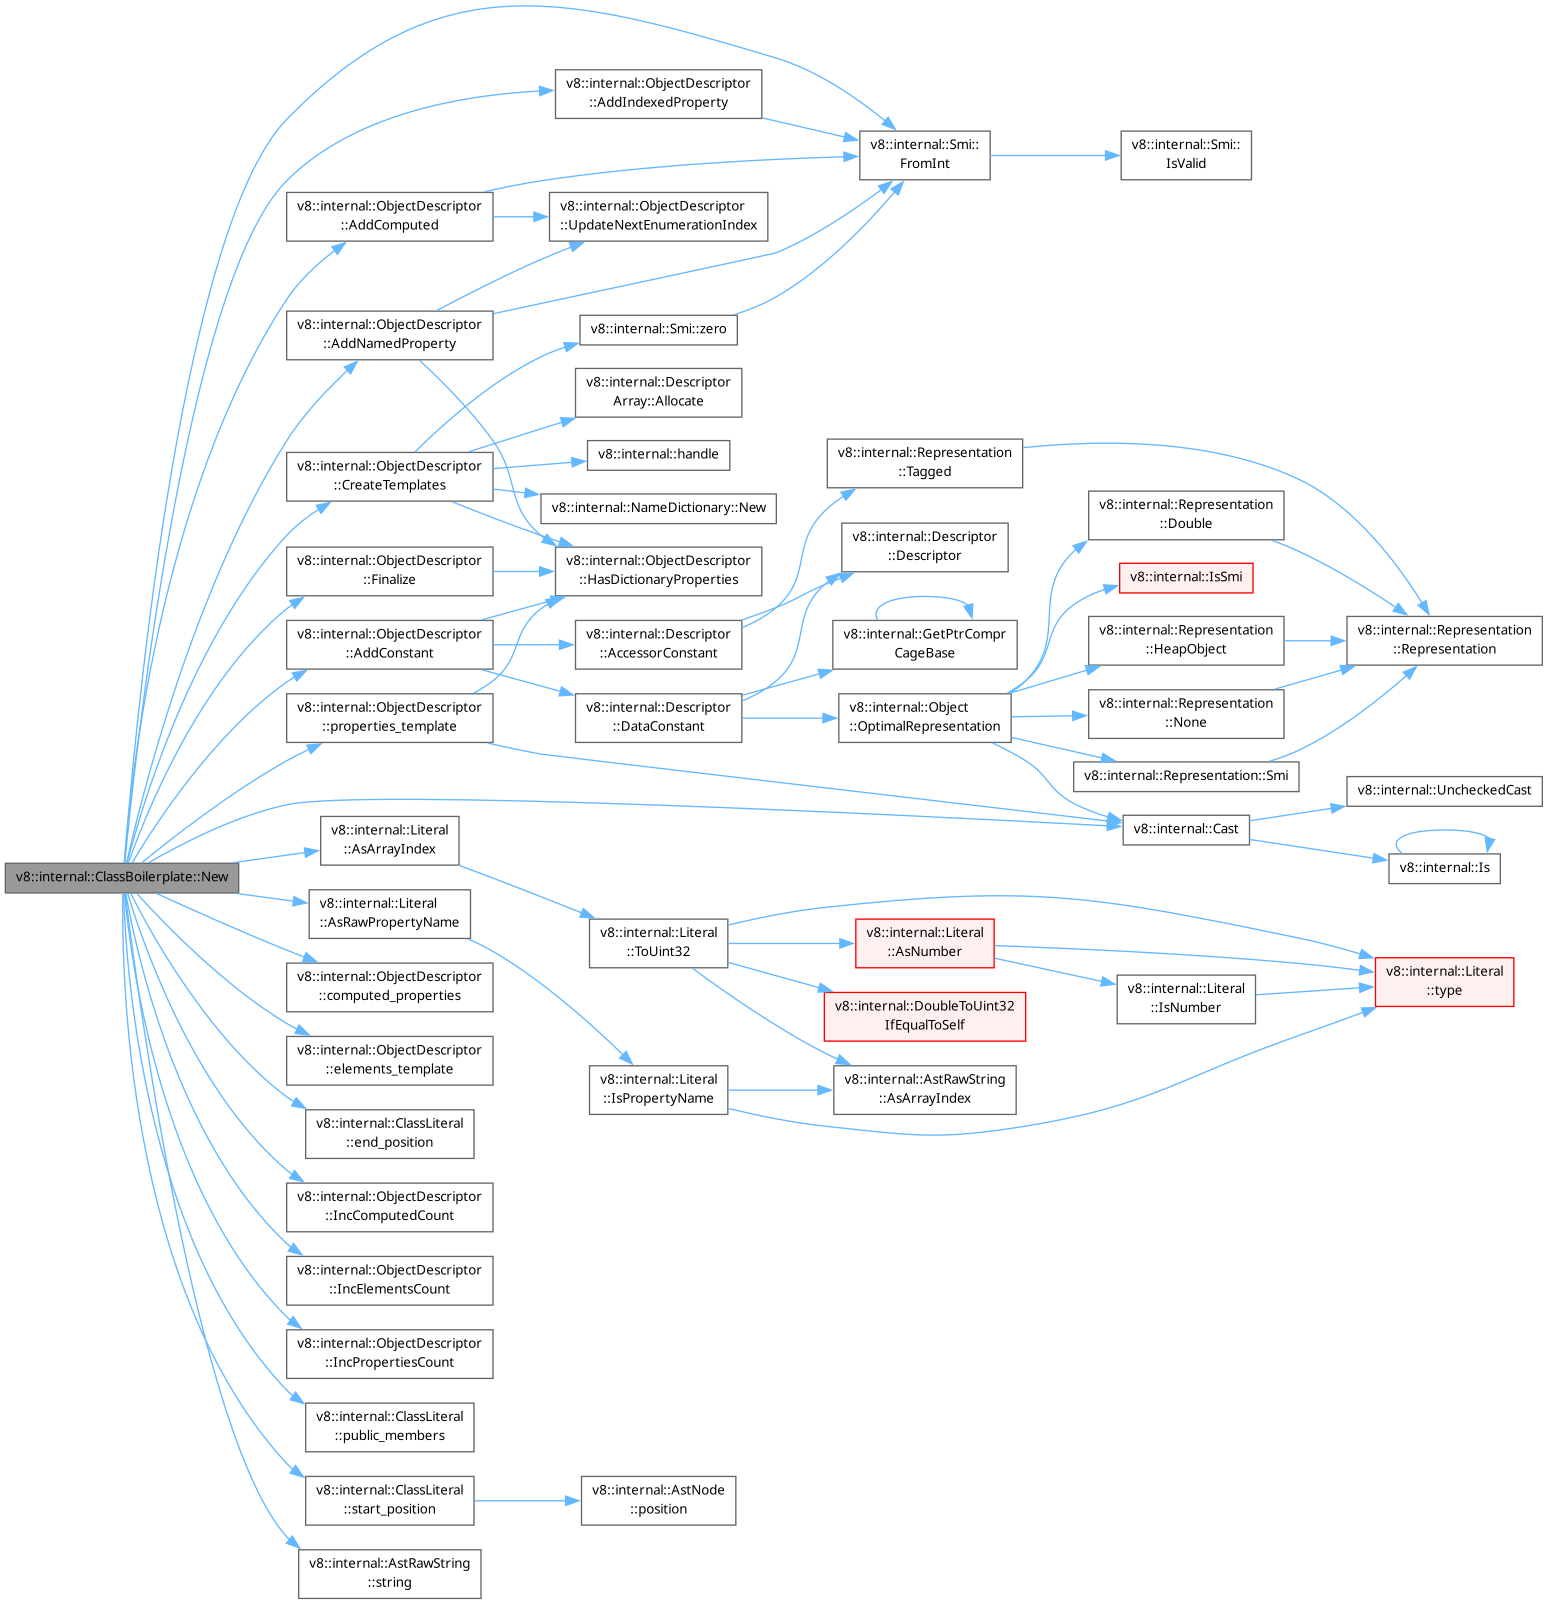 v8::internal::ClassBoilerplate::New
v8::internal::ObjectDescriptor
::AddIndexedProperty
v8::internal::Smi::
FromInt
v8::internal::Smi::
IsValid
v8::internal::ObjectDescriptor
::AddComputed
v8::internal::ObjectDescriptor
::UpdateNextEnumerationIndex
v8::internal::ObjectDescriptor
::AddNamedProperty
v8::internal::Smi::zero
v8::internal::Descriptor
Array::Allocate
v8::internal::ObjectDescriptor
::CreateTemplates
v8::internal::handle
v8::internal::NameDictionary::New
v8::internal::ObjectDescriptor
::Finalize
v8::internal::ObjectDescriptor
::HasDictionaryProperties
v8::internal::ObjectDescriptor
::AddConstant
v8::internal::Descriptor
::AccessorConstant
v8::internal::ObjectDescriptor
::properties_template
v8::internal::Descriptor
::DataConstant
v8::internal::Representation
::Tagged
v8::internal::Descriptor
::Descriptor
v8::internal::GetPtrCompr
CageBase
v8::internal::Object
::OptimalRepresentation
v8::internal::Representation
::Double
v8::internal::IsSmi
v8::internal::Representation
::HeapObject
v8::internal::Representation
::None
v8::internal::Representation::Smi
v8::internal::Representation
::Representation
v8::internal::Cast
v8::internal::UncheckedCast
v8::internal::Is
v8::internal::Literal
::AsArrayIndex
v8::internal::Literal
::AsRawPropertyName
v8::internal::Literal
::ToUint32
v8::internal::Literal
::AsNumber
v8::internal::DoubleToUint32
IfEqualToSelf
v8::internal::Literal
::IsNumber
v8::internal::Literal
::type
v8::internal::Literal
::IsPropertyName
v8::internal::AstRawString
::AsArrayIndex
v8::internal::ObjectDescriptor
::computed_properties
v8::internal::ObjectDescriptor
::elements_template
v8::internal::ClassLiteral
::end_position
v8::internal::ObjectDescriptor
::IncComputedCount
v8::internal::ObjectDescriptor
::IncElementsCount
v8::internal::ObjectDescriptor
::IncPropertiesCount
v8::internal::ClassLiteral
::public_members
v8::internal::ClassLiteral
::start_position
v8::internal::AstNode
::position
v8::internal::AstRawString
::string